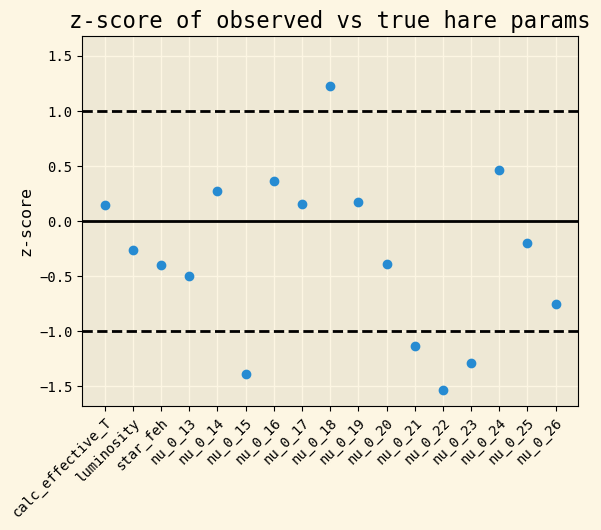 z-score of observed vs true hare params
z-score
1.5
1.0
0.5
0.0
−0.5
−1.0
−1.5
calc_effective_T
luminosity
star_feh
nu_0_13
nu_0_14
nu_0_15
nu_0_16
nu_0_17
nu_0_18
nu_0_19
nu_0_20
nu_0_21
nu_0_22
nu_0_23
nu_0_24
nu_0_25
nu_0_26